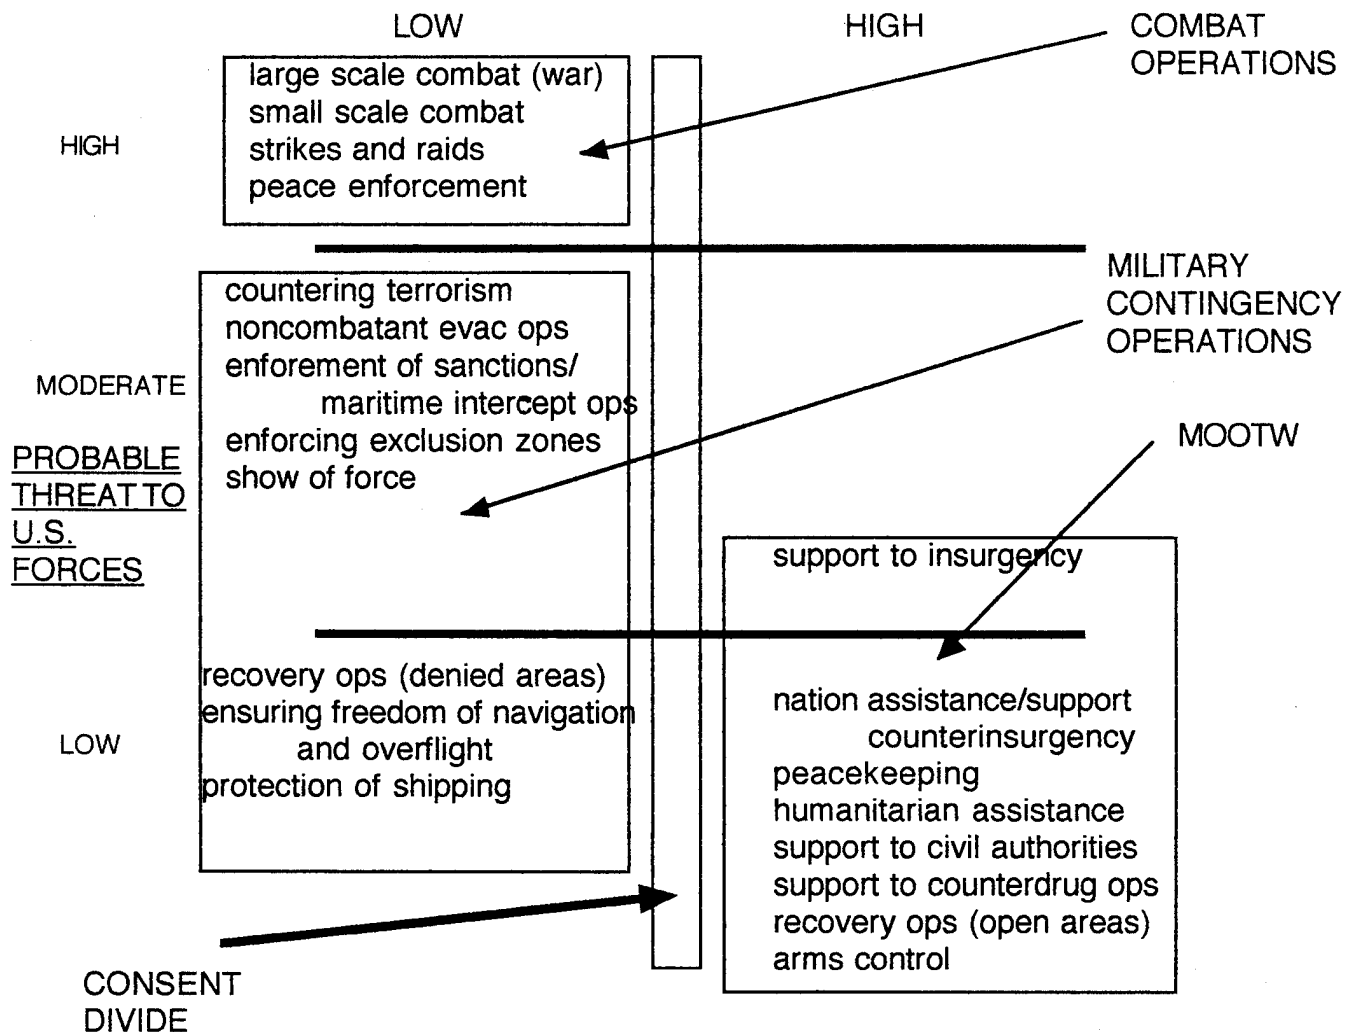 LOW
HIGH
COMBAT
OPERATIONS
HIGH
large scale combat (war)
small scale combat
strikes and raids
peace enforcement
MILITARY
CONTINGENCY
OPERATIONS
MODERATE
countering terrorism
noncombatant evac ops
enforement of sanctions/
maritime intercept ops
enforcing exclusion zones
show of force
MOOTW
PROBABLE
THREAT TO
U.S.
FORCES
support to insurgency
LOW
recovery ops (denied areas)
ensuring freedom of navigation
and overflight
protection of shipping
nation assistance/support
counterinsurgency
peacekeeping
humanitarian assistance
support to civil authorities
support to counterdrug ops
recovery ops (open areas)
arms control
CONSENT
DIVIDE